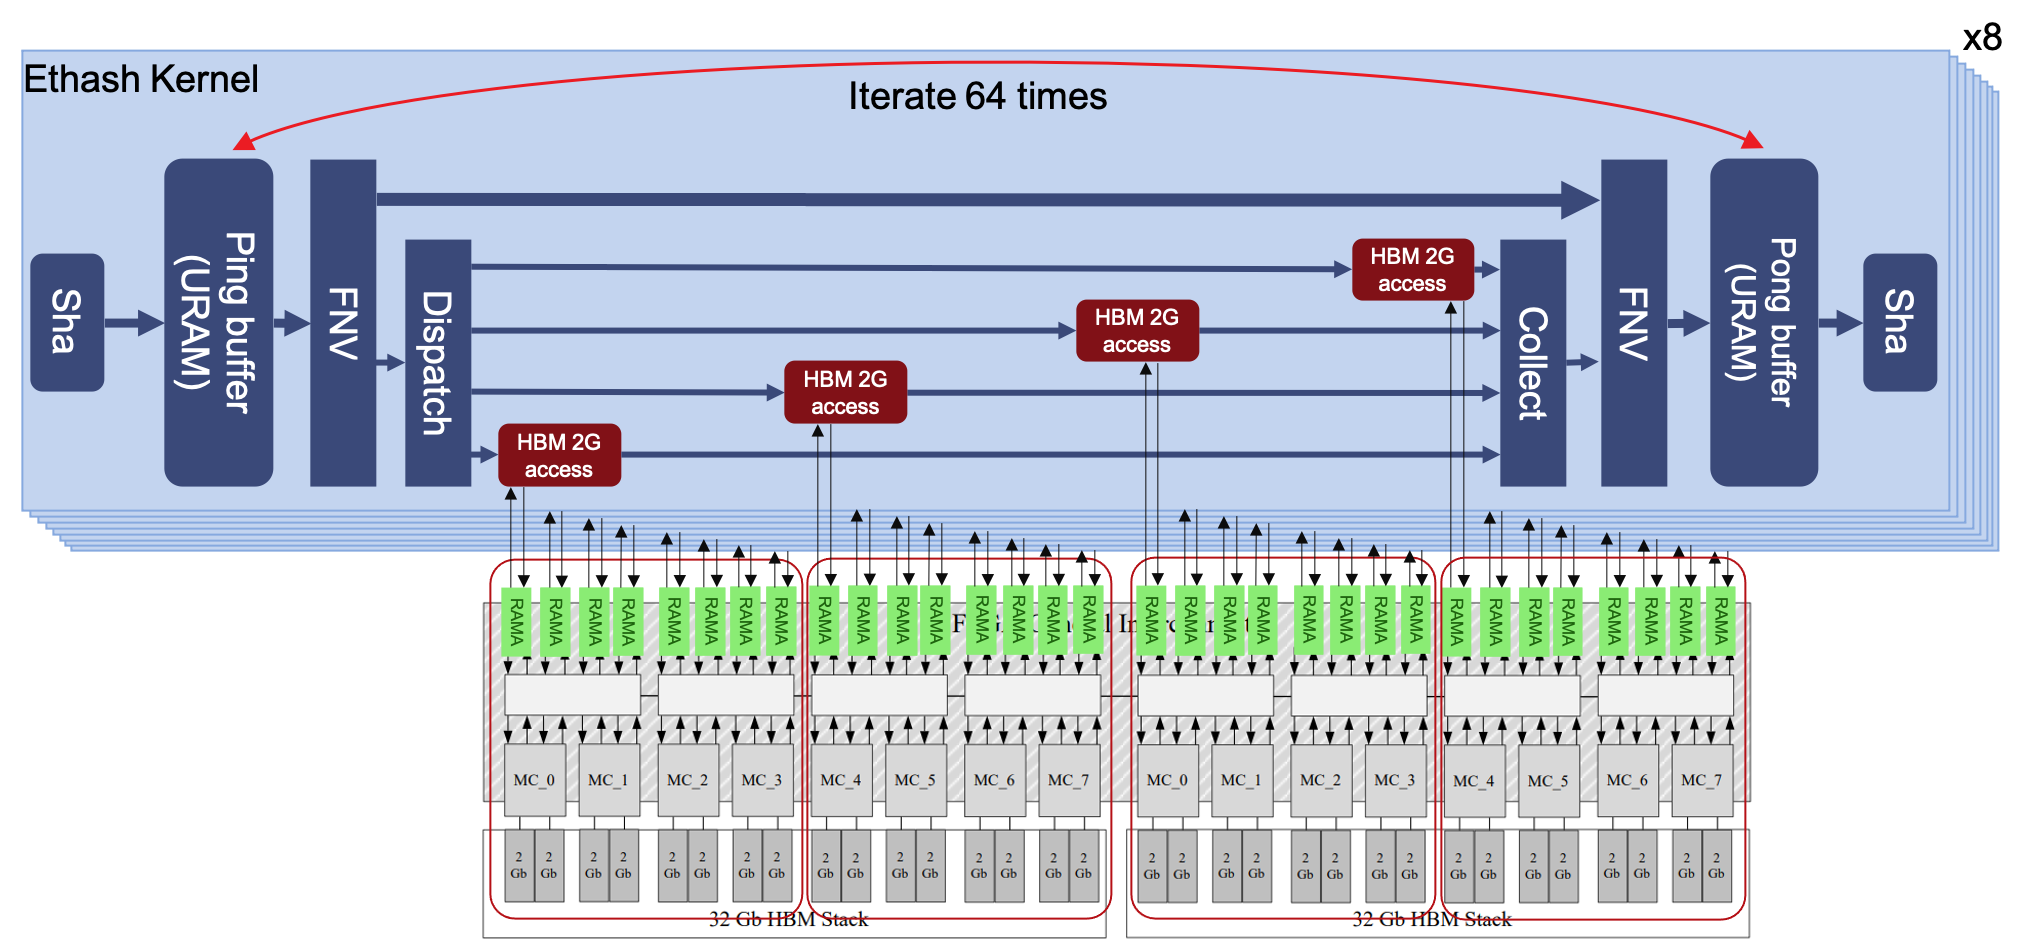 x8
Ethash Kernel
Iterate 64 times
Sha
Ping buffer
(URAM)
FNV
Dispatch
HBM 2G
access
HBM 2G
access
HBM 2G
access
HBM 2G
access
Collect
FNV
Pong buffer
(URAM)
Sha
RAMA RAMA RAMA RAMA RAMA RAMA RAMA RAMA RAMA RAMA RAMA RAMA RAMA RAMA RAMA RAMA RAMA RAMA RAMA RAMA RAMA RAMA RAMA RAMA RAMA RAMA RAMA RAMA RAMA RAMA RAMA RAMA
MC_0 MC_1 MC_2 MC_3 MC_4 MC_5 MC_6 MC_7 MC_0 MC_1 MC_2 MC_3 MC_4 MC_5 MC_6 MC_7
2 2 2 2 2 2 2 2 2 2 2 2 2 2 2 2 2 2 2 2 2 2 2 2 2 2 2 2 2 2 2 2
Gb Gb Gb Gb Gb Gb Gb Gb Gb Gb Gb Gb Gb Gb Gb Gb Gb Gb Gb Gb Gb Gb Gb Gb Gb Gb Gb Gb Gb Gb Gb Gb
32 Gb HBM Stack 32 Gb HBM Stack